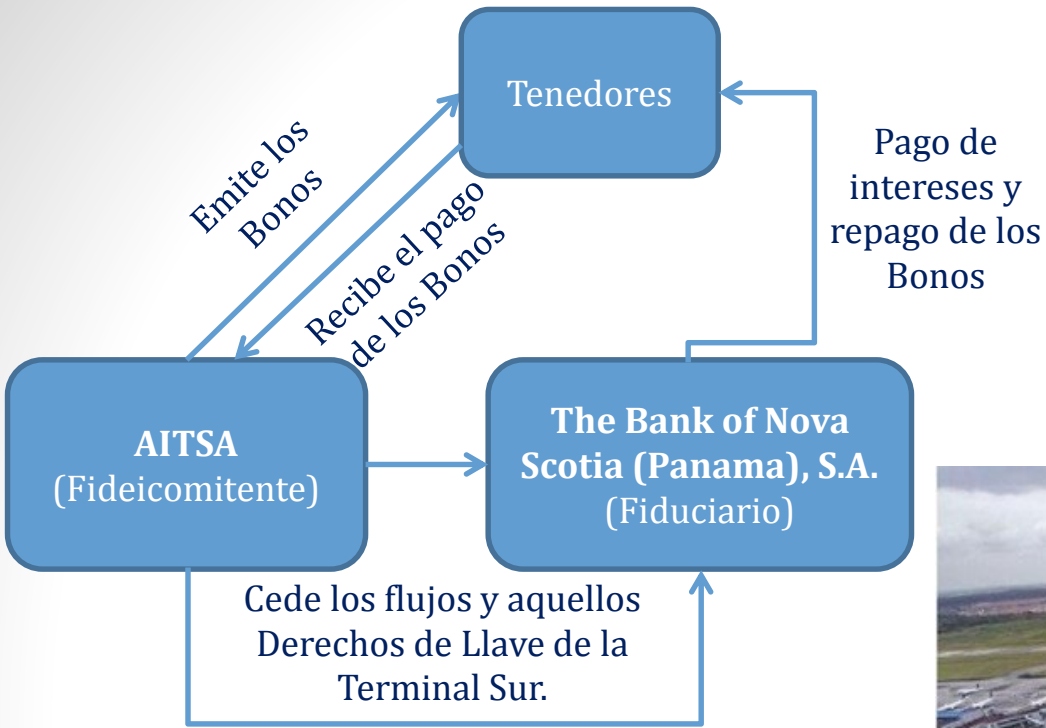 Tenedores
Emite los
Bonos
Recibe el pago
de los Bonos
Pago de
intereses y
repago de los
Bonos
AITSA
(Fideicomitente)
The Bank of Nova
Scotia (Panama), S.A.
(Fiduciario)
Cede los flujos y aquellos
Derechos de Llave de la
Terminal Sur.